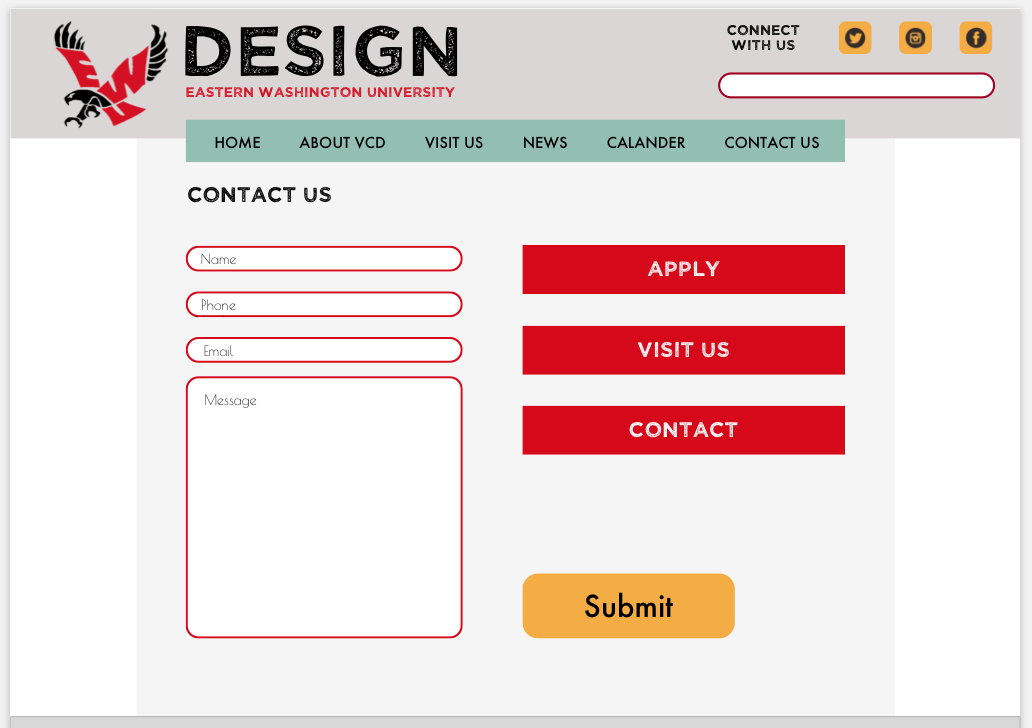 DESIGN
EASTERN WASHINGTON UNIVERSITY
EWU
CONNECT
WITH US
HOME ABOUT VCD VISIT US NEWS CALANDER CONTACT US
CONTACT US
Name
Phone
Email
Message
APPLY
VISIT US
CONTACT
Submit